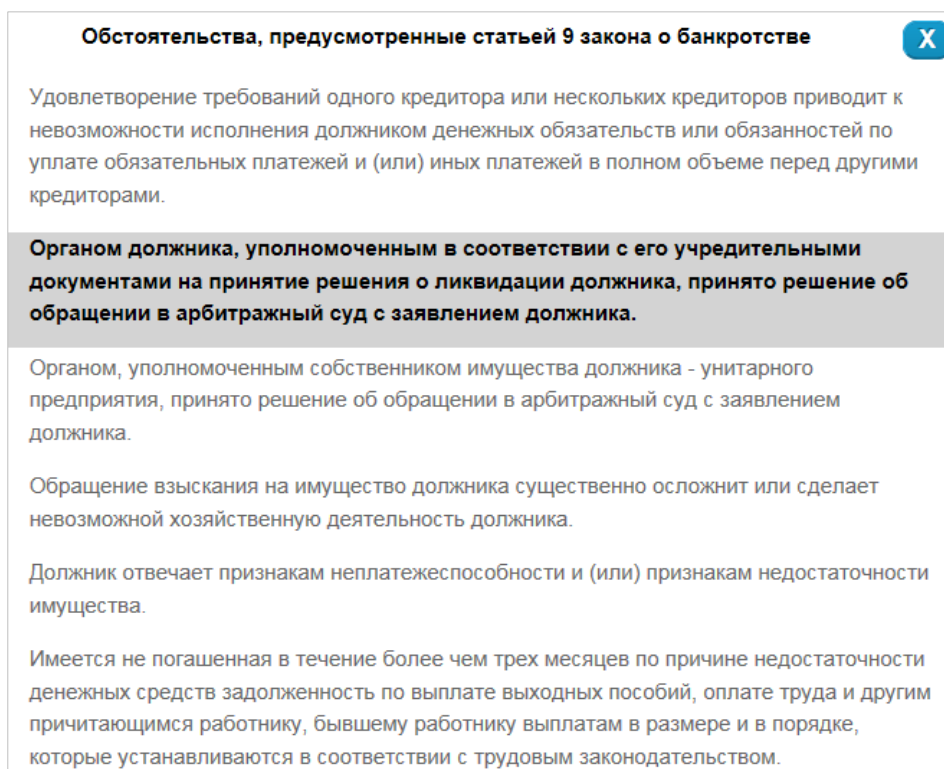 Обстоятельства, предусмотренные статьей 9 закона о банкротстве
X
Удовлетворение требований одного кредитора или нескольких кредиторов приводит к
невозможности исполнения должником денежных обязательств или обязанностей по
уплате обязательных платежей и (или) иных платежей в полном объеме перед другими
кредиторами.
Органом должника, уполномоченным в соответствии с его учредительными
документами на принятие решения о ликвидации должника, принято решение об
обращении в арбитражный суд с заявлением должника.
Органом, уполномоченным собственником имущества должника - унитарного
предприятия, принято решение об обращении в арбитражный суд с заявлением
должника.
Обращение взыскания на имущество должника существенно осложнит или сделает
невозможной хозяйственную деятельность должника.
Должник отвечает признакам неплатежеспособности и (или) признакам недостаточности
имущества.
Имеется не погашенная в течение более чем трех месяцев по причине недостаточности
денежных средств задолженность по выплате выходных пособий, оплате труда и другим
причитающимся работнику, бывшему работнику выплатам в размере и в порядке,
которые устанавливаются в соответствии с трудовым законодательством.